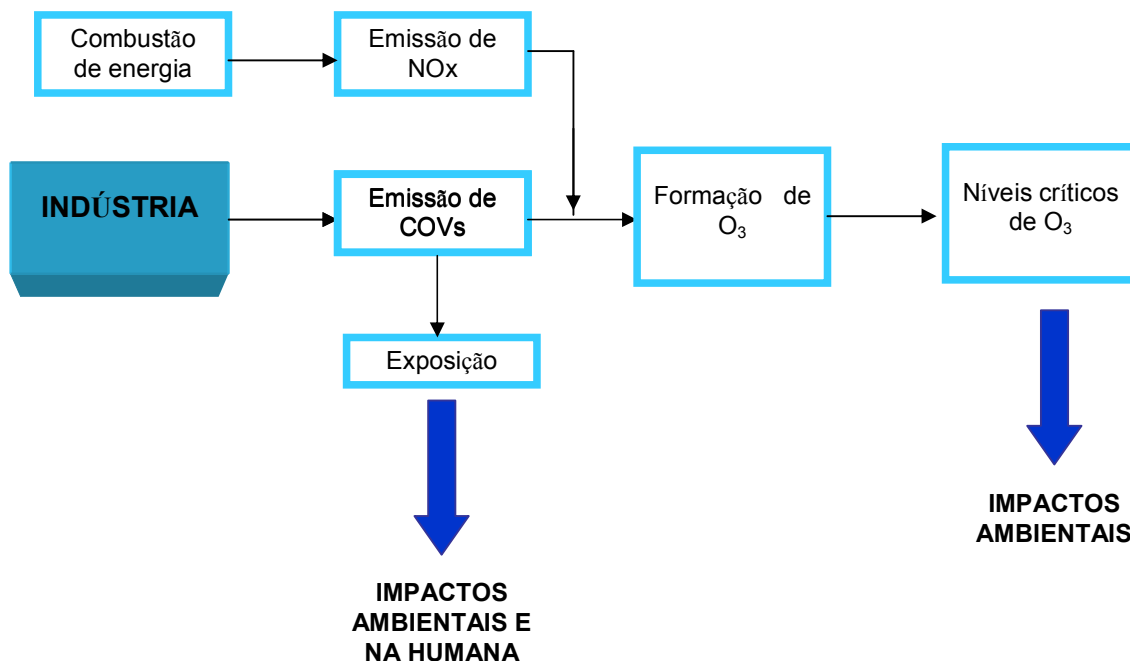 Combustão
de energia
Emissão de
NOx
INDÚSTRIA
Emissão de
COVs
Formação de
O₃
Níveis críticos
de O₃
Exposição
IMPACTOS
AMBIENTAIS E
NA HUMANA
IMPACTOS
AMBIENTAIS